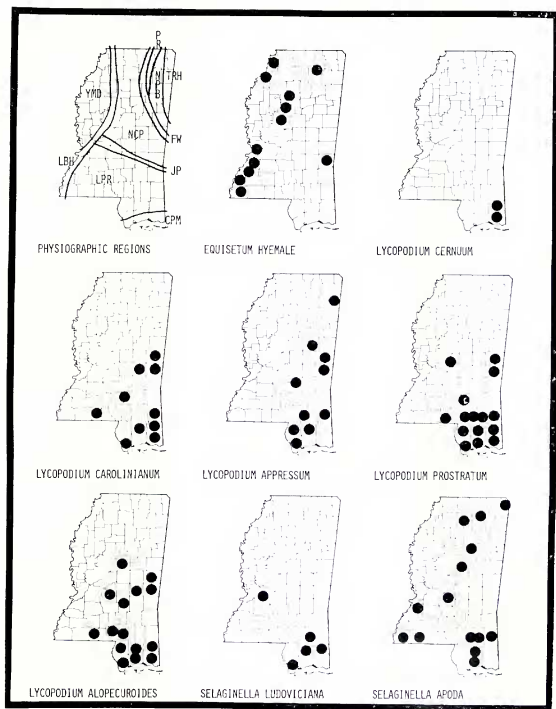 P
R
N
P
B
TRH
YMD
NCP
FW
LBH
JP
LPR
CPM
PHYSIOGRAPHIC REGIONS
EQUISETUM HYEMALE
LYCOPODIUM CERNUUM
LYCOPODIUM CAROLINIANUM
LYCOPODIUM APPRESSUM
LYCOPODIUM PROSTRATUM
LYCOPODIUM ALOPECUROIDES
SELAGINELLA LUDOVICIANA
SELAGINELLA APODA